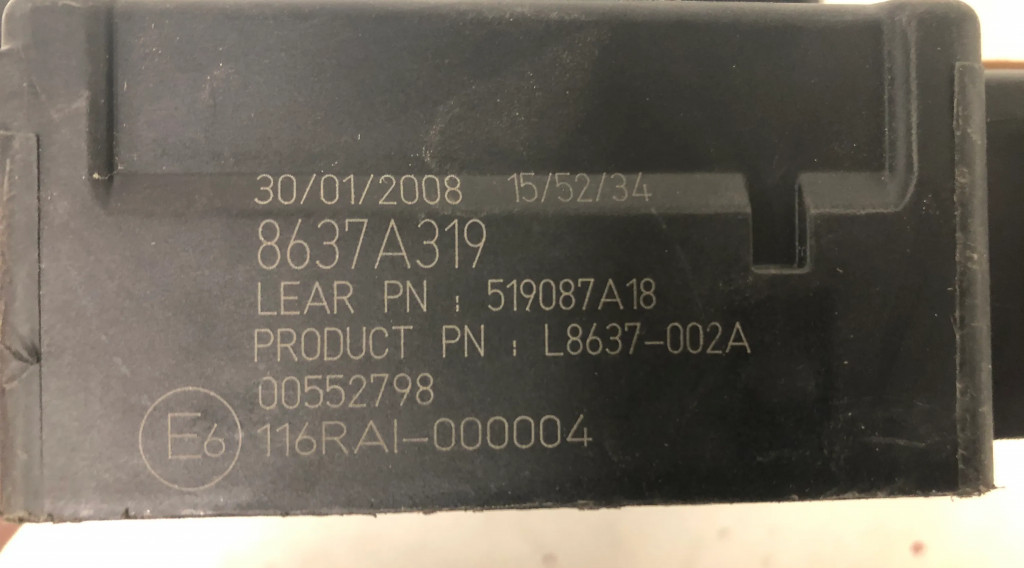 30/01/2008 15/52/34
8637A319
LEAR PN : 519087A18
PRODUCT PN : L8637-002A
00552798
E6 116RAI-000004